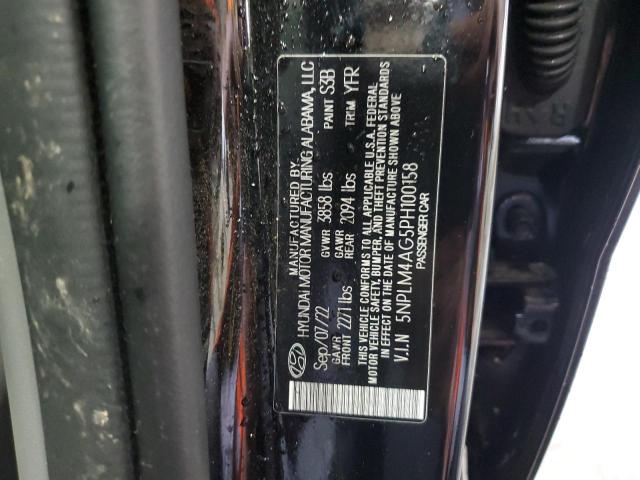 MANUFACTURED BY
HYUNDAI MOTOR MANUFACTURING ALABAMA, LLC
Sep/07/22 GVWR 3858 lbs PAINT S3B
GAWR FRONT 2271 lbs GAWR REAR 2094 lbs TRIM YFR
THIS VEHICLE CONFORMS TO ALL APPLICABLE U.S.A. FEDERAL
MOTOR VEHICLE SAFETY, BUMPER, AND THEFT PREVENTION STANDARDS
IN EFFECT ON THE DATE OF MANUFACTURE SHOWN ABOVE
V.I.N 5NPLM4AG5PH100158
PASSENGER CAR